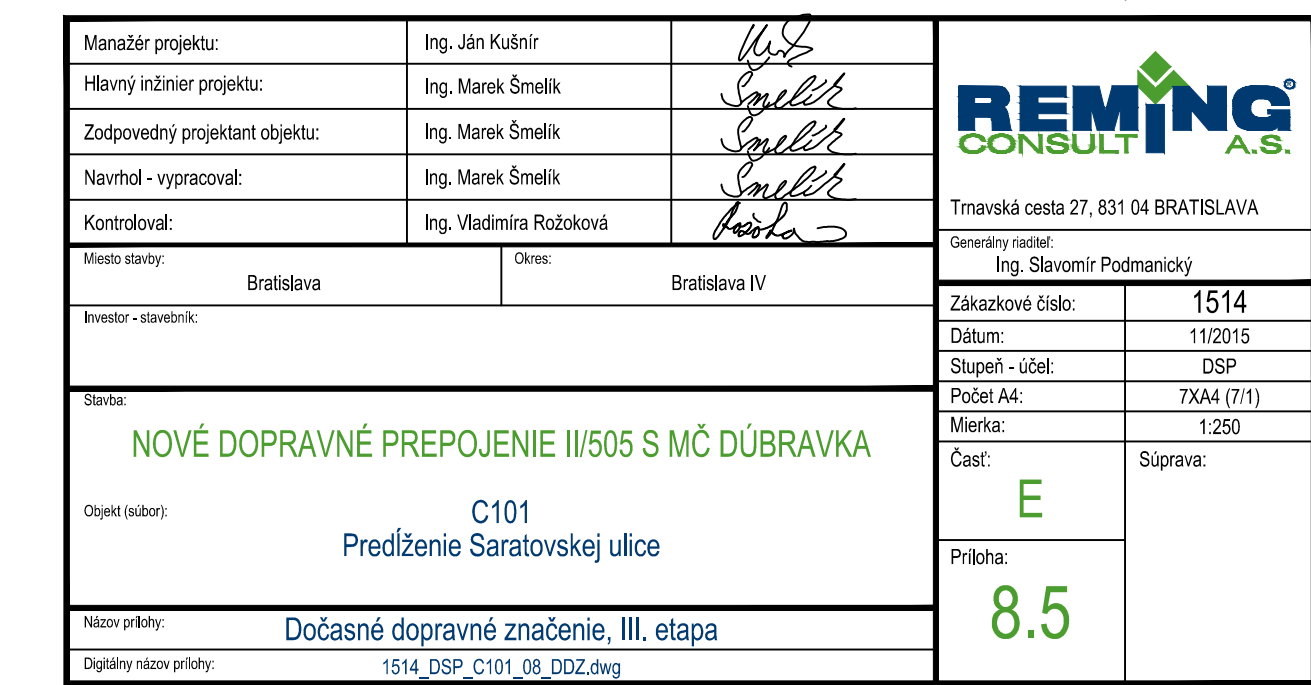 Manažér projektu: Ing. Ján Kušnír
Hlavný inžinier projektu: Ing. Marek Šmelík Smelík
Zodpovedný projektant objektu: Ing. Marek Šmelík Smelík
Navrhol - vypracoval: Ing. Marek Šmelík Smelík
Kontroloval: Ing. Vladimíra Rožoková
Miesto stavby: Okres:
Bratislava Bratislava IV
Investor - stavebník:
Stavba:
NOVÉ DOPRAVNÉ PREPOJENIE II/505 S MČ DÚBRAVKA
Objekt (súbor): C101
Predĺženie Saratovskej ulice
Názov prílohy: Dočasné dopravné značenie, III. etapa
Digitálny názov prílohy: 1514_DSP_C101_08_DDZ.dwg
REMING®
CONSULT A.S.
Trnavská cesta 27, 831 04 BRATISLAVA
Generálny riaditeľ:
Ing. Slavomír Podmanický
Zákazkové číslo: 1514
Dátum: 11/2015
Stupeň - účel: DSP
Počet A4: 7XA4 (7/1)
Mierka: 1:250
Časť: Súprava:
E
Príloha:
8.5